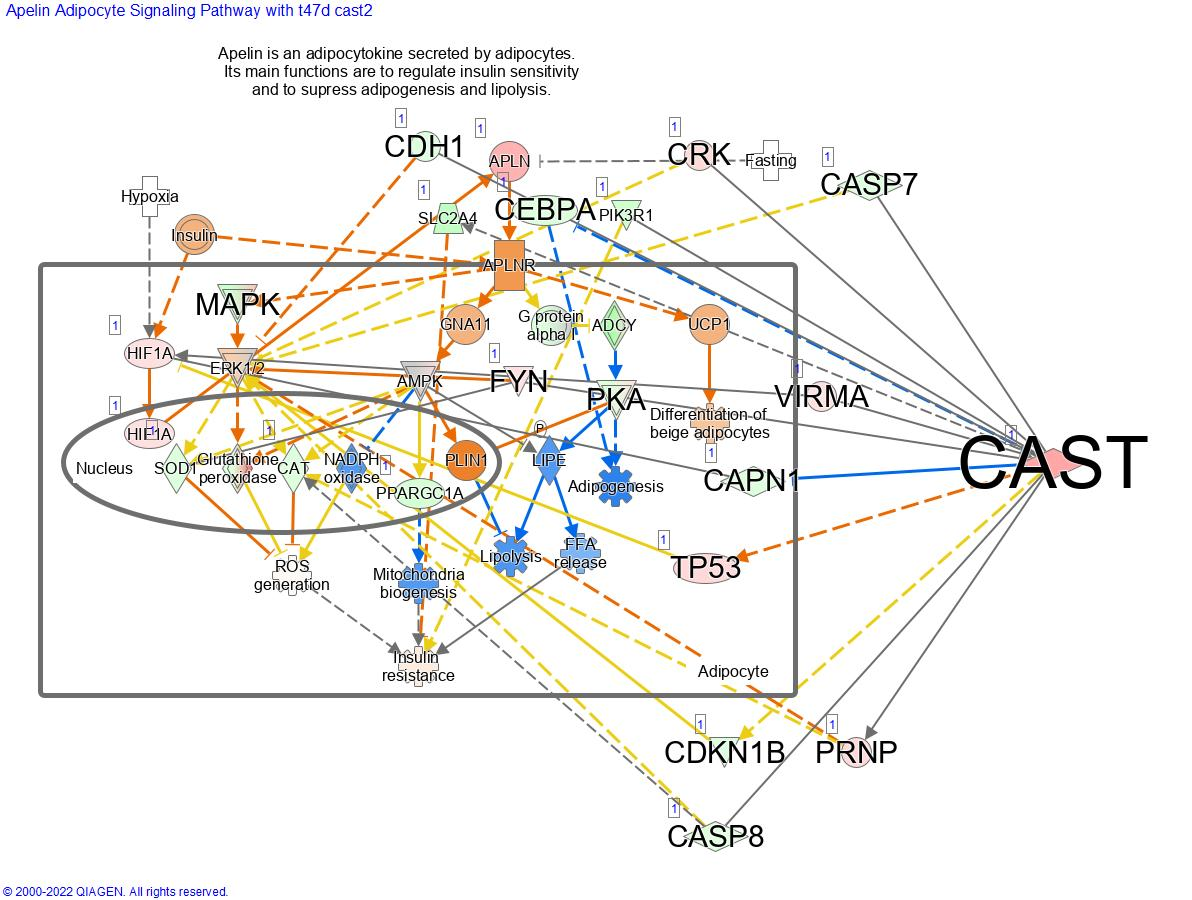 Apelin Adipocyte Signaling Pathway with t47d cast2
Apelin is an adipocytokine secreted by adipocytes.
Its main functions are to regulate insulin sensitivity
and to supress adipogenesis and lipolysis.
1
1
1
CDH1
APLN
CRK
Fasting
1
CASP7
Hypoxia
1
1
1
SLC2A4
CEBPA
PIK3R1
Insulin
APLNR
MAPK
1
GNA11
G protein
alpha
ADCY
UCP1
HIF1A
1
ERK1/2
AMPK
FYN
PKA
1
VIRMA
1
HIF1A
1
1
P
Differentiation of
beige adipocytes
1
CAST
Nucleus
SOD1
Glutathione
peroxidase
CAT
NADPH
oxidase
1
PLIN1
LIPE
1
CAPN1
PPARGC1A
Adipogenesis
ROS
generation
Mitochondria
biogenesis
Lipolysis
FFA
release
1
TP53
Insulin
resistance
Adipocyte
1
CDKN1B
1
PRNP
1
CASP8
© 2000-2022 QIAGEN. All rights reserved.